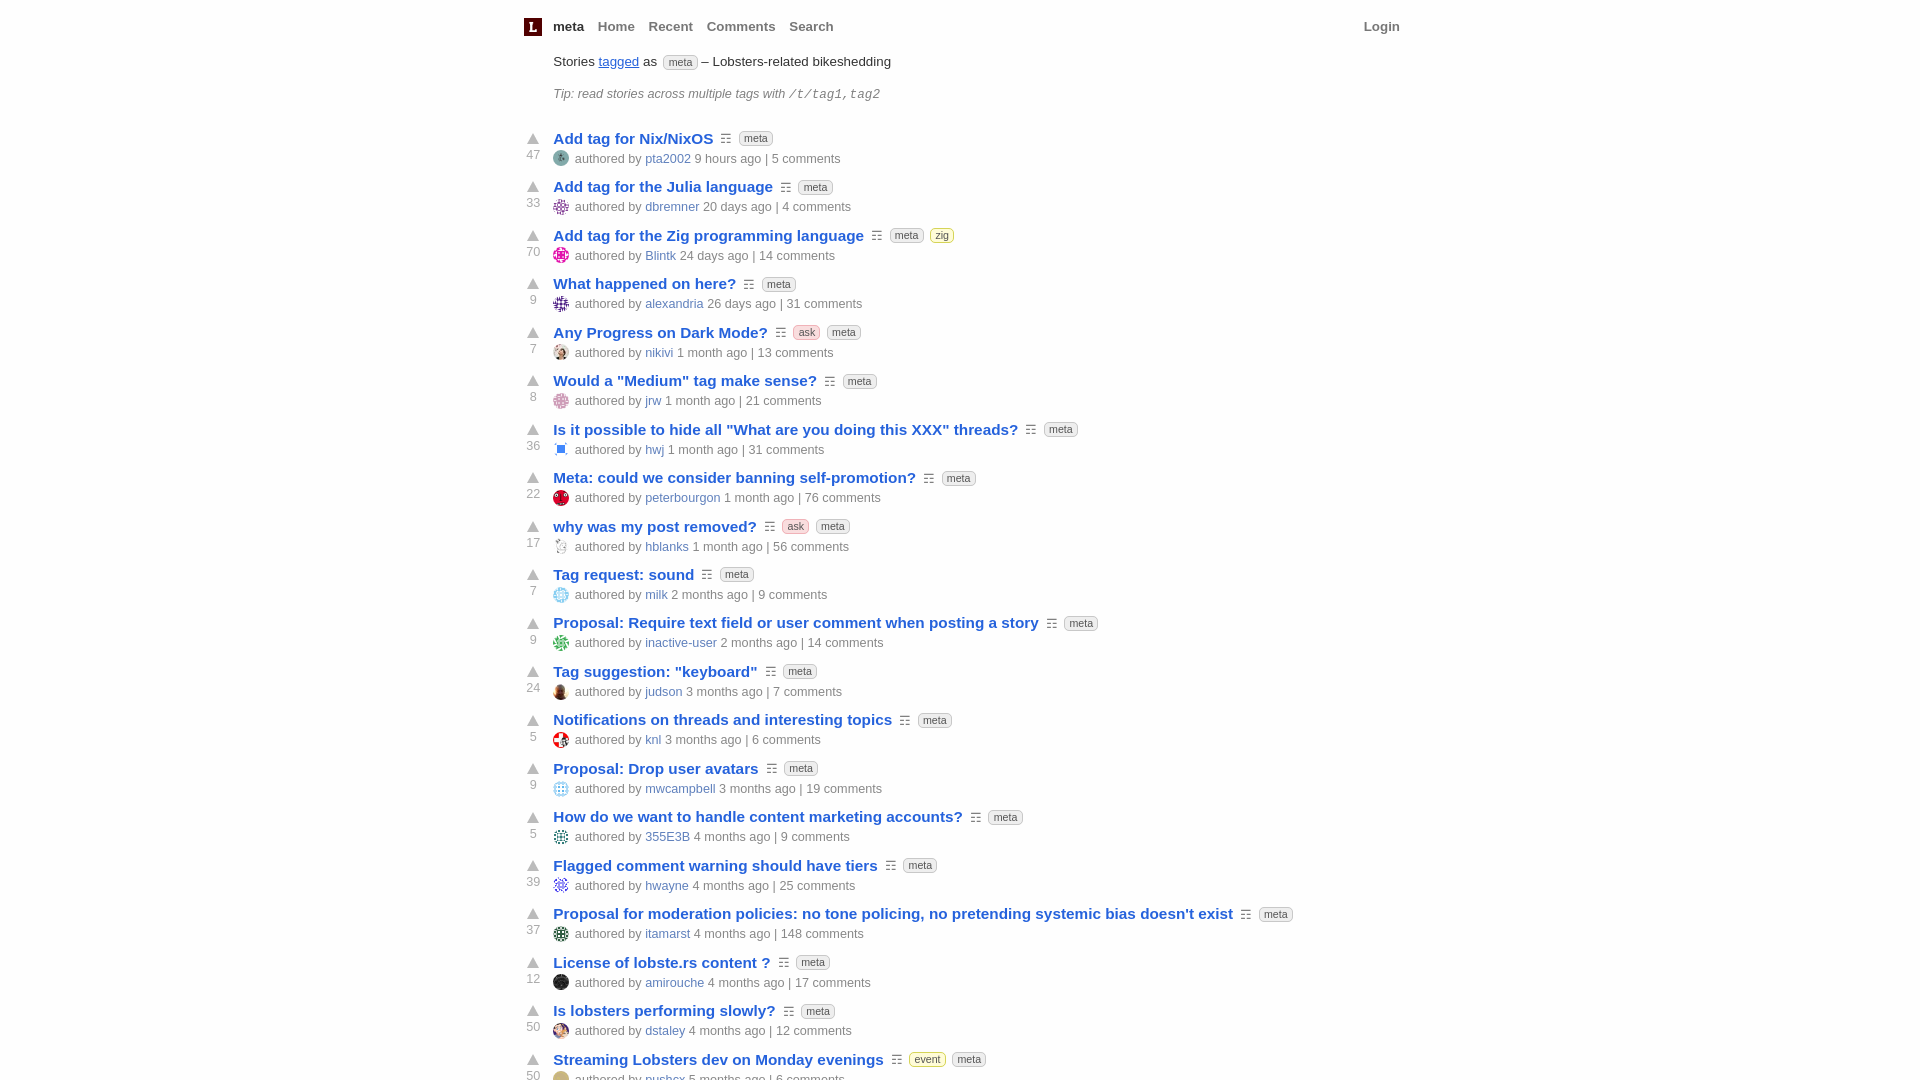 L meta Home Recent Comments Search Login
Stories tagged as meta – Lobsters-related bikeshedding
Tip: read stories across multiple tags with /t/tag1,tag2
Add tag for Nix/NixOS ☶ meta
47 authored by pta2002 9 hours ago | 5 comments
Add tag for the Julia language ☶ meta
33 authored by dbremner 20 days ago | 4 comments
Add tag for the Zig programming language ☶ meta zig
70 authored by Blintk 24 days ago | 14 comments
What happened on here? ☶ meta
9 authored by alexandria 26 days ago | 31 comments
Any Progress on Dark Mode? ☶ ask meta
7 authored by nikivi 1 month ago | 13 comments
Would a "Medium" tag make sense? ☶ meta
8 authored by jrw 1 month ago | 21 comments
Is it possible to hide all "What are you doing this XXX" threads? ☶ meta
36 authored by hwj 1 month ago | 31 comments
Meta: could we consider banning self-promotion? ☶ meta
22 authored by peterbourgon 1 month ago | 76 comments
why was my post removed? ☶ ask meta
17 authored by hblanks 1 month ago | 56 comments
Tag request: sound ☶ meta
7 authored by milk 2 months ago | 9 comments
Proposal: Require text field or user comment when posting a story ☶ meta
9 authored by inactive-user 2 months ago | 14 comments
Tag suggestion: "keyboard" ☶ meta
24 authored by judson 3 months ago | 7 comments
Notifications on threads and interesting topics ☶ meta
5 authored by knl 3 months ago | 6 comments
Proposal: Drop user avatars ☶ meta
9 authored by mwcampbell 3 months ago | 19 comments
How do we want to handle content marketing accounts? ☶ meta
5 authored by 355E3B 4 months ago | 9 comments
Flagged comment warning should have tiers ☶ meta
39 authored by hwayne 4 months ago | 25 comments
Proposal for moderation policies: no tone policing, no pretending systemic bias doesn't exist ☶ meta
37 authored by itamarst 4 months ago | 148 comments
License of lobste.rs content ? ☶ meta
12 authored by amirouche 4 months ago | 17 comments
Is lobsters performing slowly? ☶ meta
50 authored by dstaley 4 months ago | 12 comments
Streaming Lobsters dev on Monday evenings ☶ event meta
50 authored by pushcx 5 months ago | 6 comments